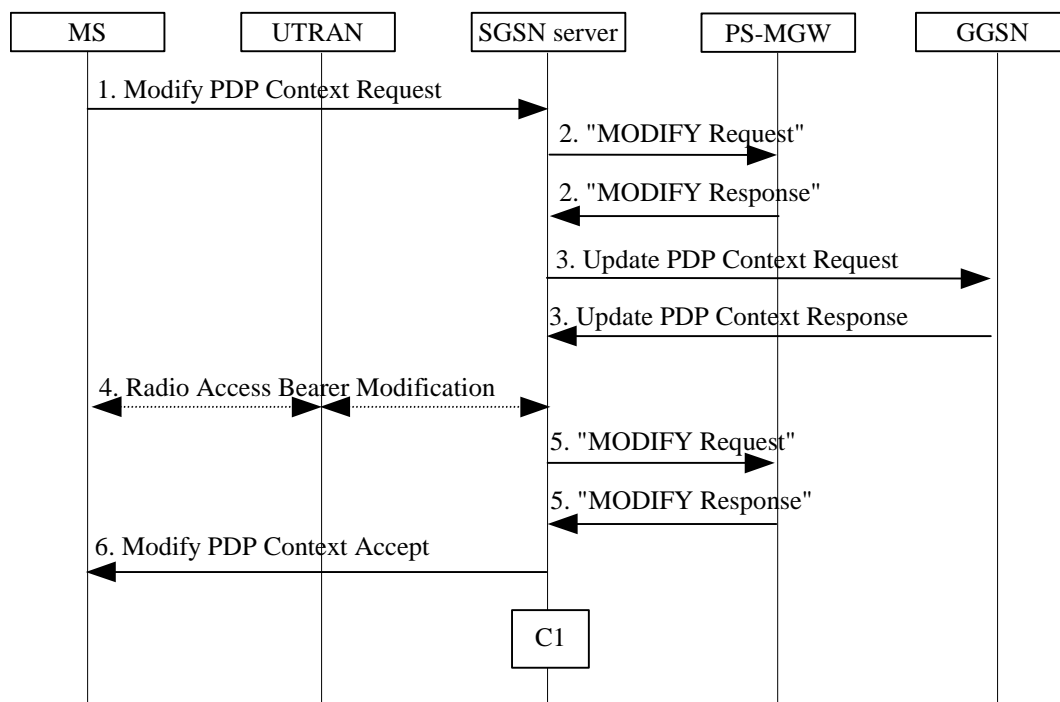 MS
UTRAN
SGSN server
PS-MGW
GGSN
1. Modify PDP Context Request
2. "MODIFY Request"
2. "MODIFY Response"
3. Update PDP Context Request
3. Update PDP Context Response
4. Radio Access Bearer Modification
5. "MODIFY Request"
5. "MODIFY Response"
6. Modify PDP Context Accept
C1